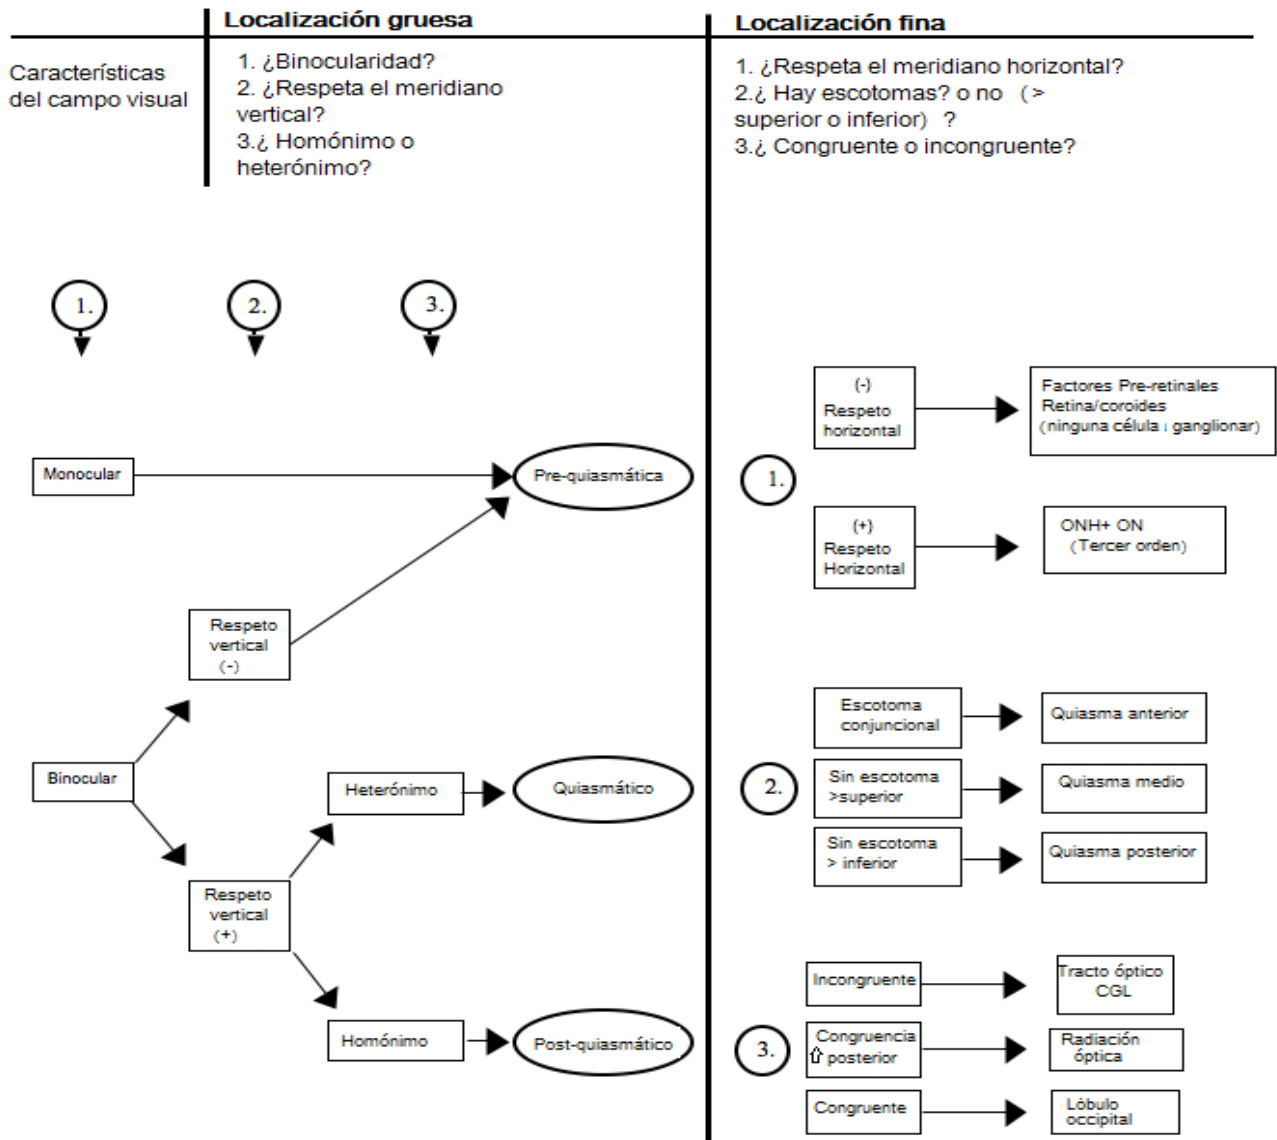 Localización gruesa
Localización fina
Características
del campo visual
1. ¿Binocularidad?
2. ¿Respeta el meridiano
vertical?
3.¿ Homónimo o
heterónimo?
1. ¿Respeta el meridiano horizontal?
2.¿ Hay escotomas? o no (>
superior o inferior) ?
3.¿ Congruente o incongruente?
1.
2.
3.
Monocular
Pre-quiasmática
Respeto
vertical
(-)
Binocular
Heterónimo
Quiasmático
Respeto
vertical
(+)
Homónimo
Post-quiasmático
1.
(-)
Respeto
horizontal
Factores Pre-retinales
Retina/coroides
(ninguna célula ganglionar)
(+)
Respeto
Horizontal
ONH+ ON
(Tercer orden)
2.
Escotoma
conjuncional
Quiasma anterior
Sin escotoma
>superior
Quiasma medio
Sin escotoma
> inferior
Quiasma posterior
3.
Incongruente
Tracto óptico
CGL
Congruencia
⇧ posterior
Radiación
óptica
Congruente
Lóbulo
occipital